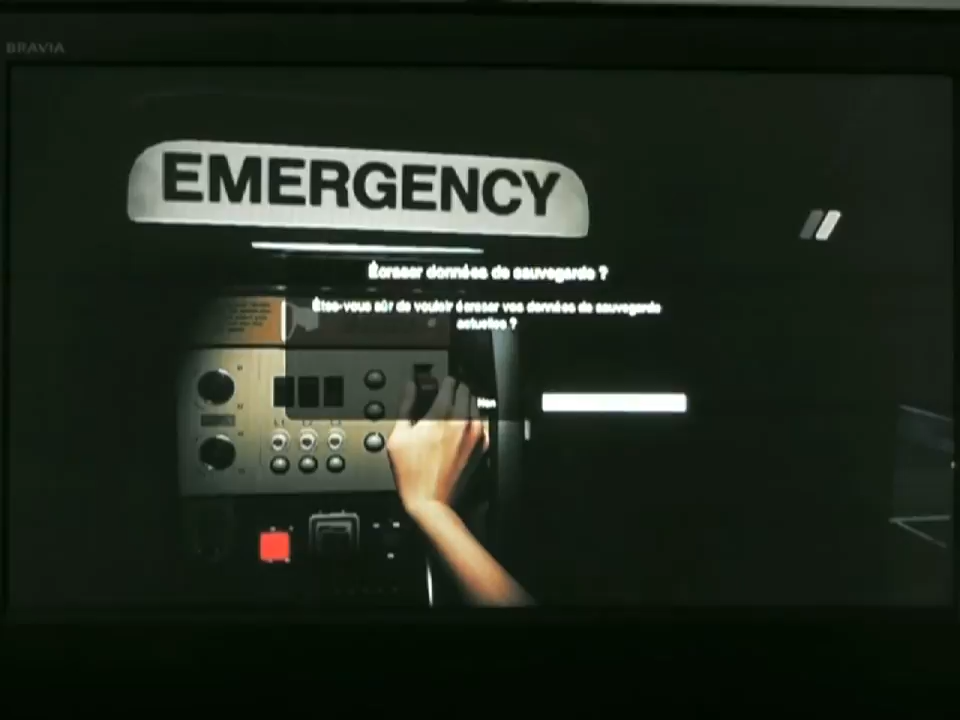 BRAVIA
EMERGENCY
Écraser données de sauvegarde ?
Êtes-vous sûr de vouloir écraser vos données de sauvegarde
actuelles ?
Non